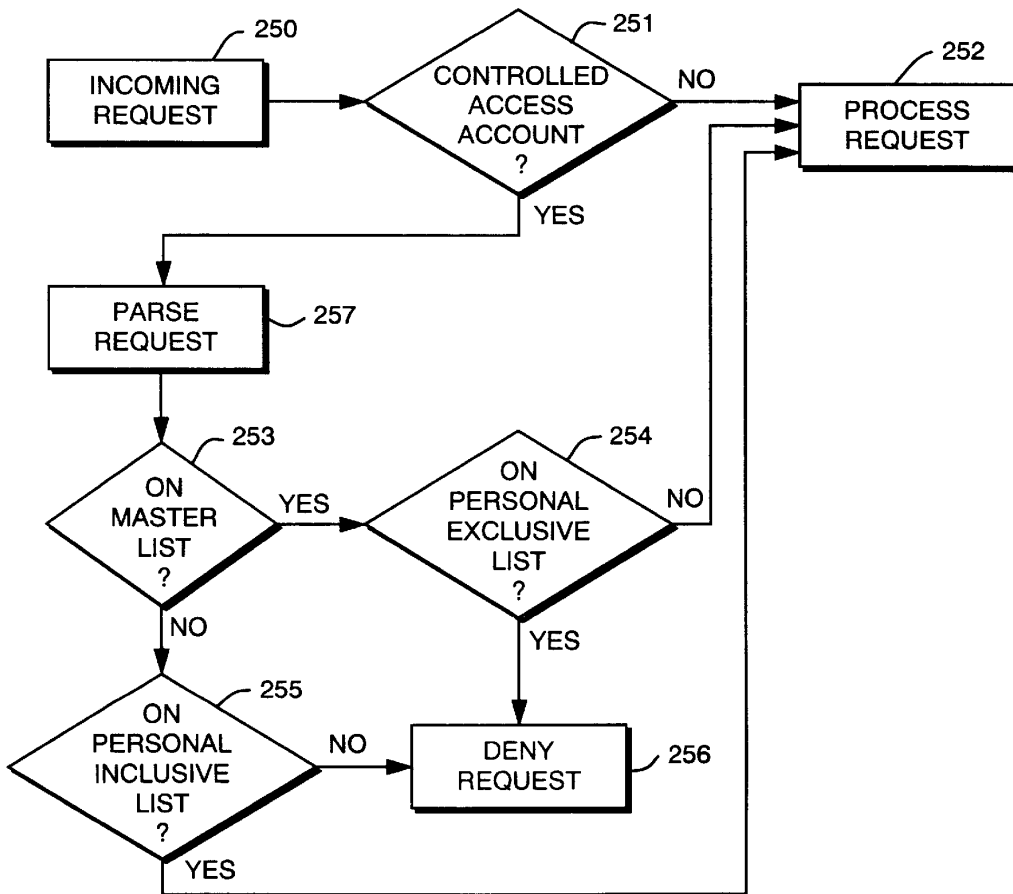 250
INCOMING
REQUEST
251
CONTROLLED
ACCESS
ACCOUNT
?
NO
252
PROCESS
REQUEST
YES
PARSE
REQUEST
257
253
ON
MASTER
LIST
?
YES
254
ON
PERSONAL
EXCLUSIVE
LIST
?
NO
NO
YES
255
ON
PERSONAL
INCLUSIVE
LIST
?
NO
DENY
REQUEST
256
YES